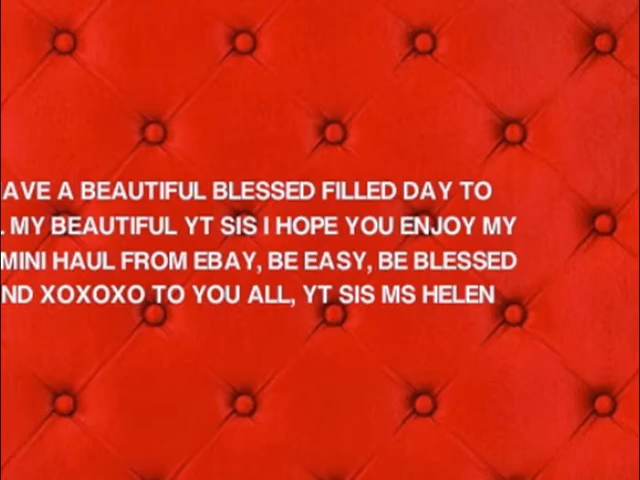 AVE A BEAUTIFUL BLESSED FILLED DAY TO
. MY BEAUTIFUL YT SIS I HOPE YOU ENJOY MY
MINI HAUL FROM EBAY, BE EASY, BE BLESSED
ND XOXOXO TO YOU ALL, YT SIS MS HELEN